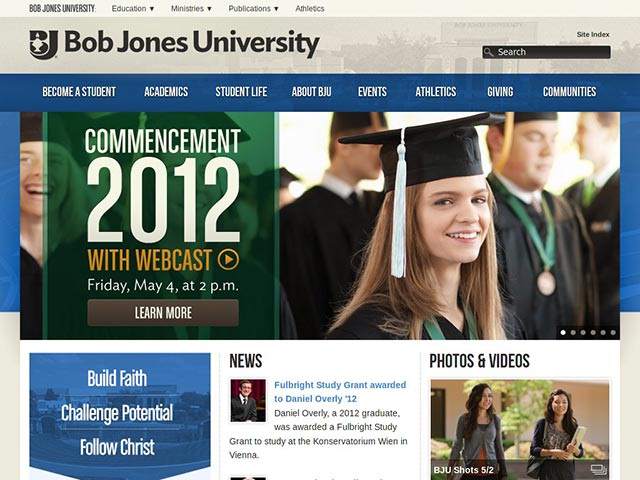 BOB JONES UNIVERSITY:
Education ▼
Ministries ▼
Publications ▼
Athletics
BJU
Bob Jones University
Site Index
Search
BECOME A STUDENT
ACADEMICS
STUDENT LIFE
ABOUT BJU
EVENTS
ATHLETICS
GIVING
COMMUNITIES
COMMENCEMENT
2012
WITH WEBCAST
Friday, May 4, at 2 p.m.
LEARN MORE
Build Faith
Challenge Potential
Follow Christ
NEWS
Fulbright Study Grant awarded
to Daniel Overly '12
Daniel Overly, a 2012 graduate,
was awarded a Fulbright Study
Grant to study at the Konservatorium Wien in
Vienna.
PHOTOS & VIDEOS
BJU Shots 5/2